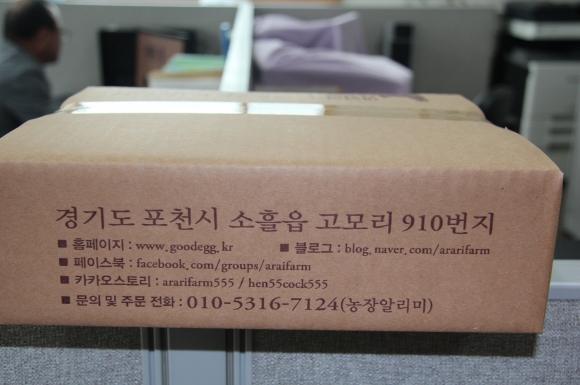 경기도 포천시 소흘읍 고모리 910번지
■ 홈페이지 : www.goodegg.kr ■ 블로그 : blog.naver.com/ararifarm
■ 페이스북 : facebook.com/groups/araifarm
■ 카카오스토리 : ararifarm555 / hen55cock555
■ 문의 및 주문 전화 : 010-5316-7124(농장알리미)